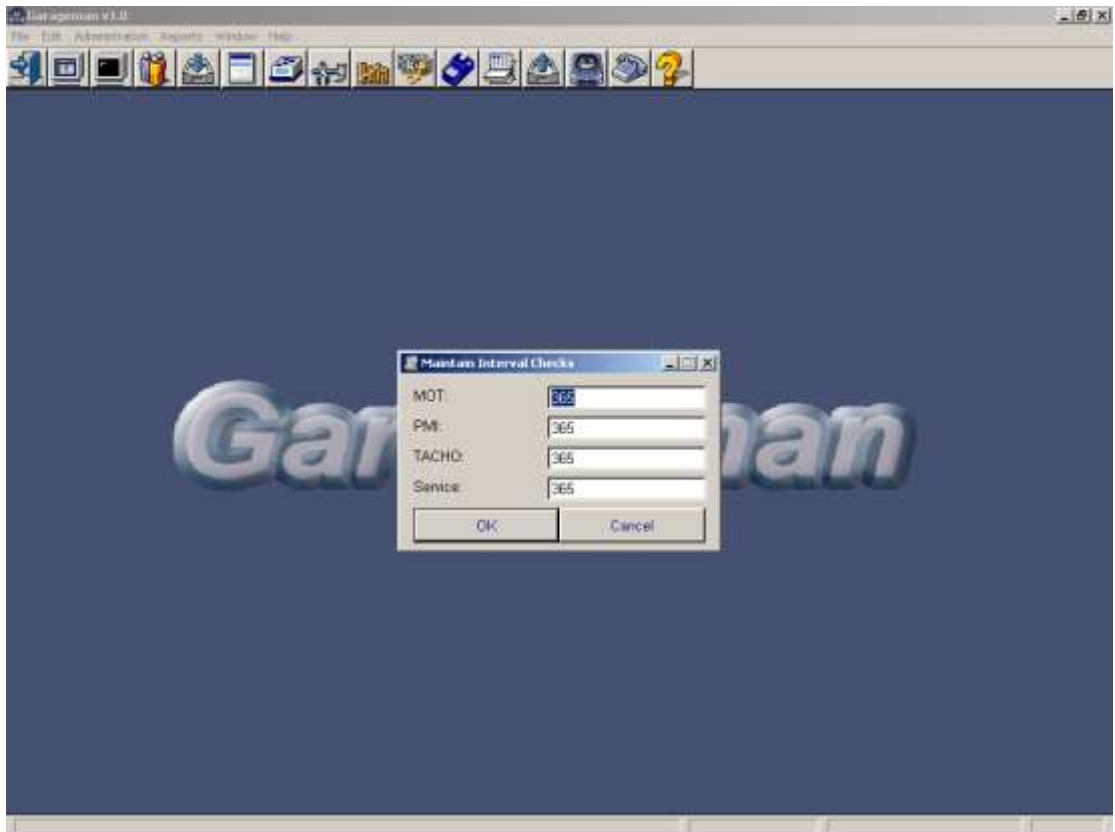 Garageman v1.0
File Edit Administration Reports Window Help
Maintain Interval Checks
MOT: 365
PMI: 365
TACHO: 365
Service: 365
OK Cancel
Gar man